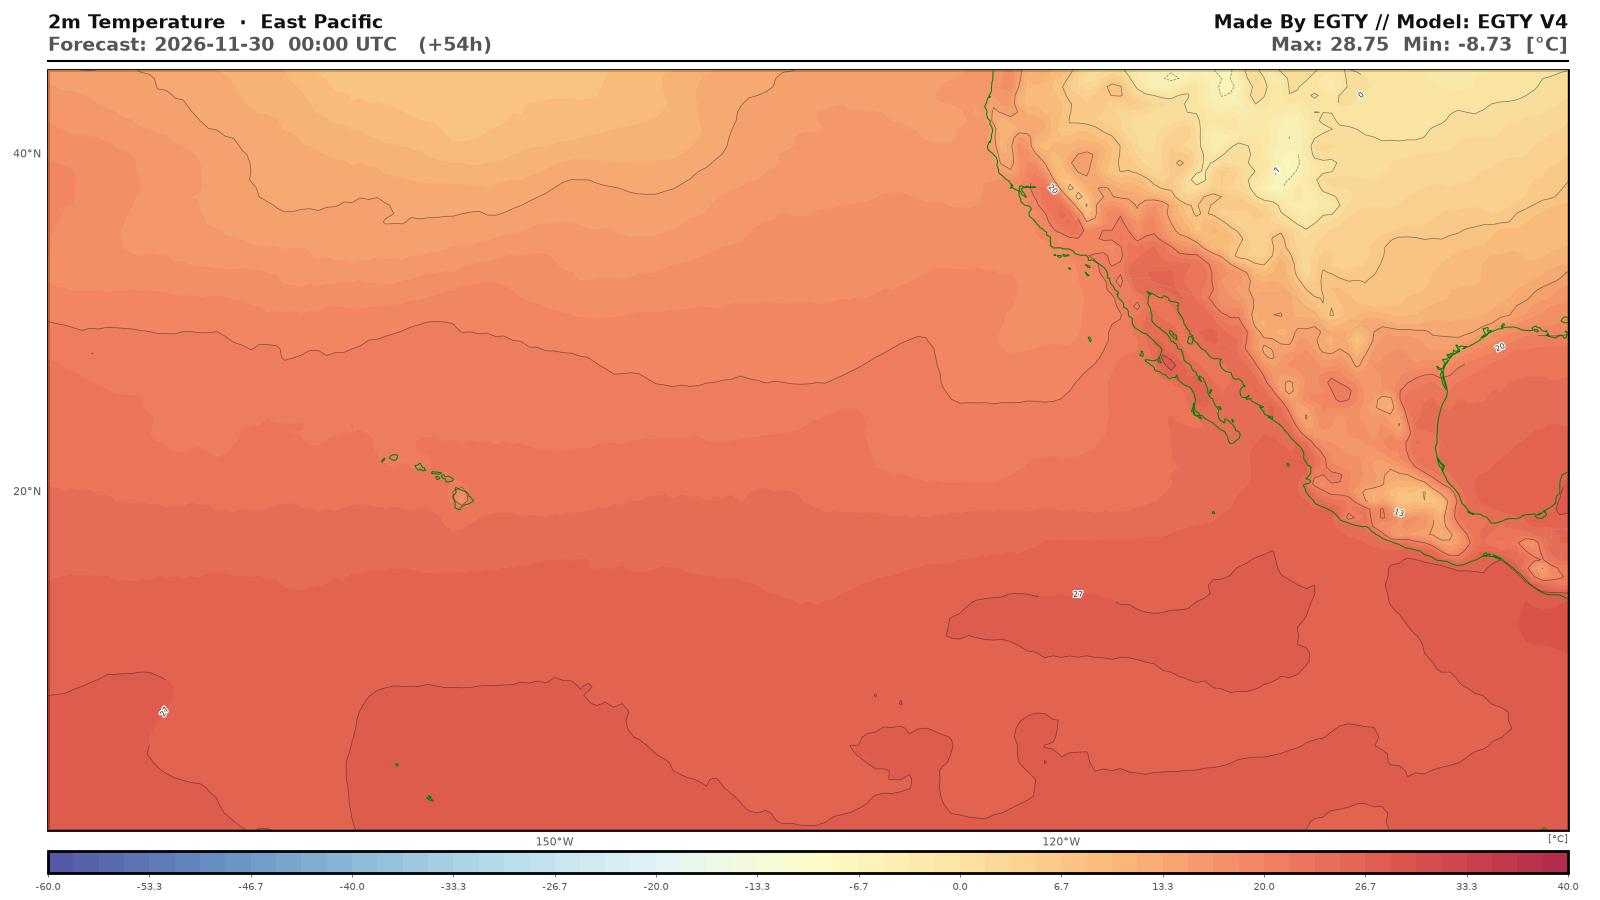 2m Temperature · East Pacific
Made By EGTY // Model: EGTY V4
Forecast: 2026-11-30 00:00 UTC (+54h)
Max: 28.75 Min: -8.73 [°C]
0
40°N
-7
20
20
20°N
13
27
27
150°W
120°W
[°C]
-60.0
-53.3
-46.7
-40.0
-33.3
-26.7
-20.0
-13.3
-6.7
0.0
6.7
13.3
20.0
26.7
33.3
40.0